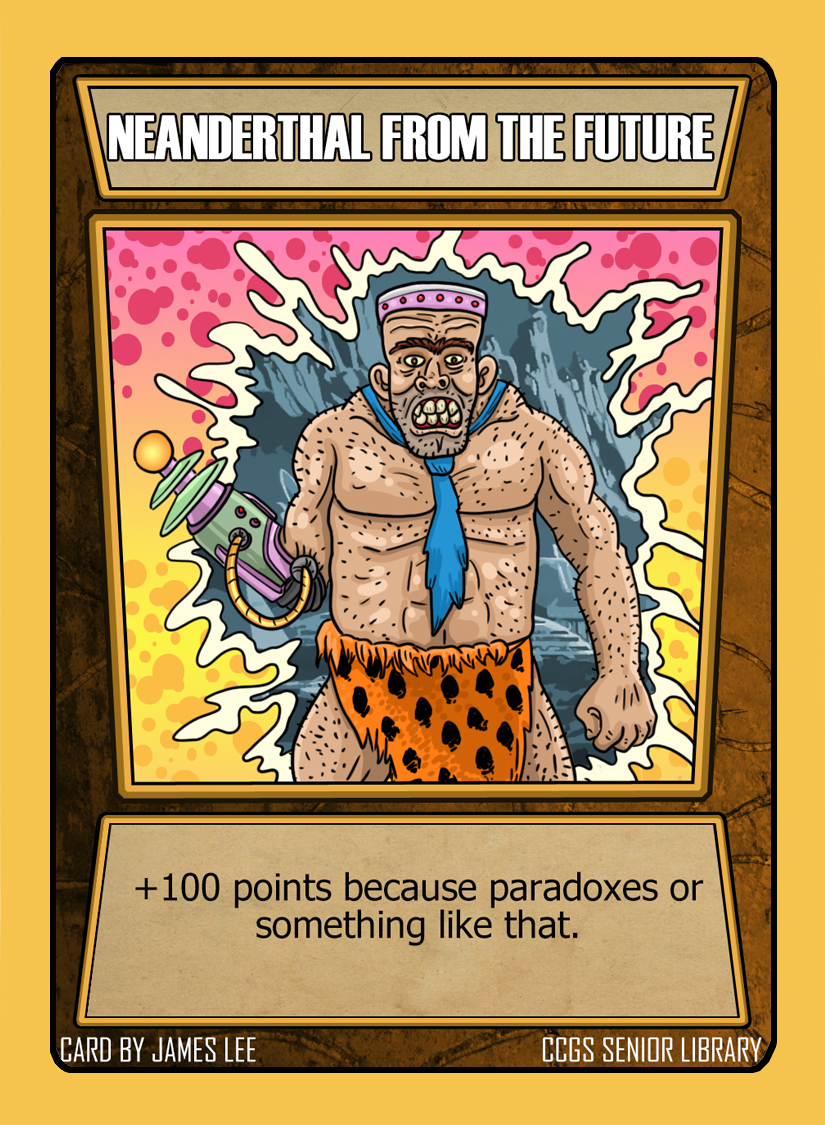 NEANDERTHAL FROM THE FUTURE
+100 points because paradoxes or
something like that.
CARD BY JAMES LEE
CCGS SENIOR LIBRARY